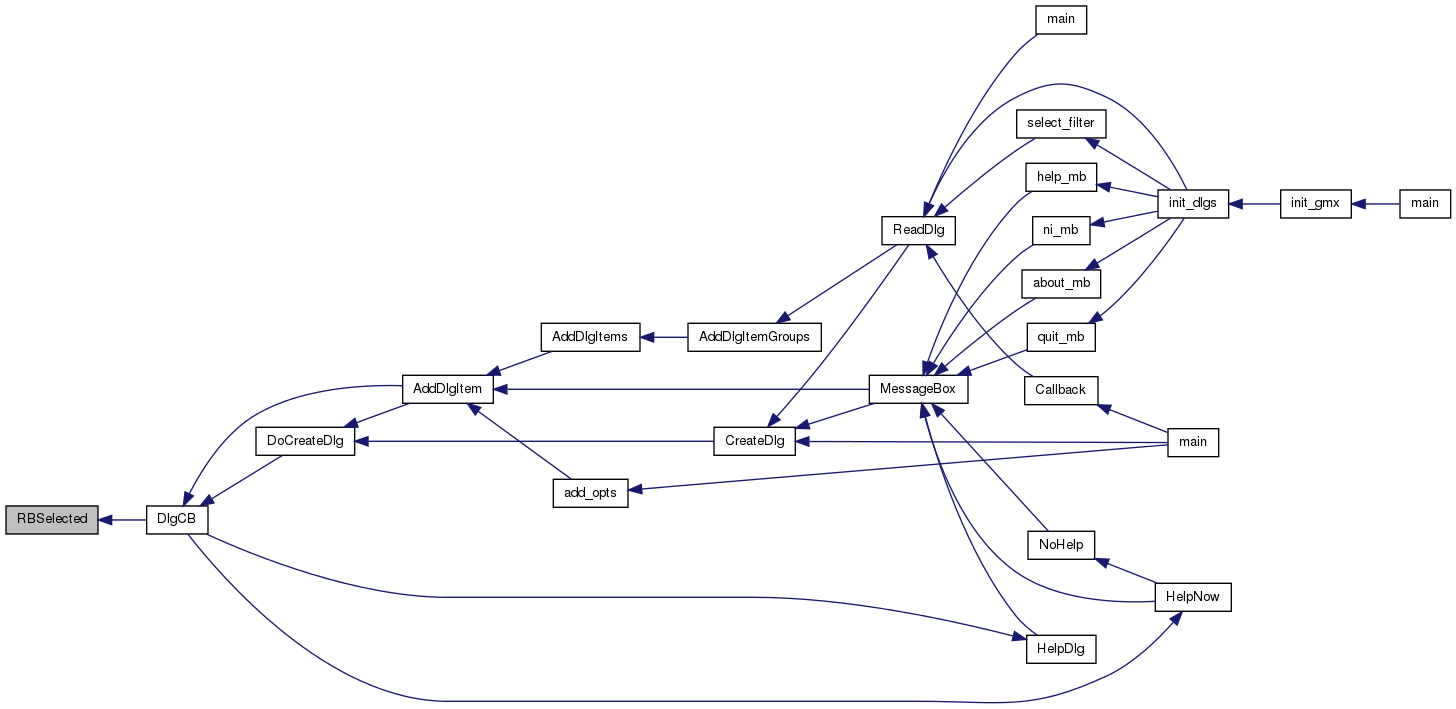 main
select_filter
help_mb
init_dlgs
init_gmx
main
ReadDlg
ni_mb
about_mb
AddDlgItems
AddDlgItemGroups
quit_mb
AddDlgItem
MessageBox
Callback
DoCreateDlg
CreateDlg
main
add_opts
RBSelected
DlgCB
NoHelp
HelpNow
HelpDlg